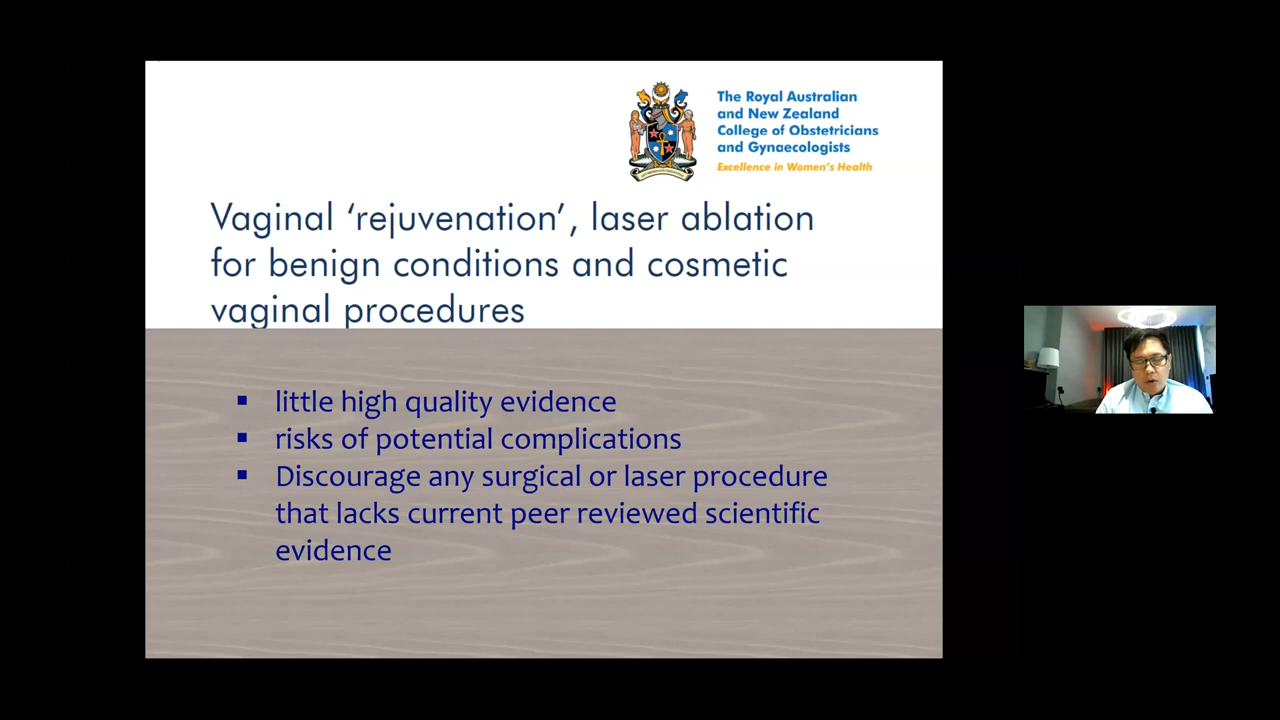 The Royal Australian
and New Zealand
College of Obstetricians
and Gynaecologists
Excellence in Women's Health
Vaginal ‘rejuvenation’, laser ablation
for benign conditions and cosmetic
vaginal procedures
▪ little high quality evidence
▪ risks of potential complications
▪ Discourage any surgical or laser procedure
that lacks current peer reviewed scientific
evidence